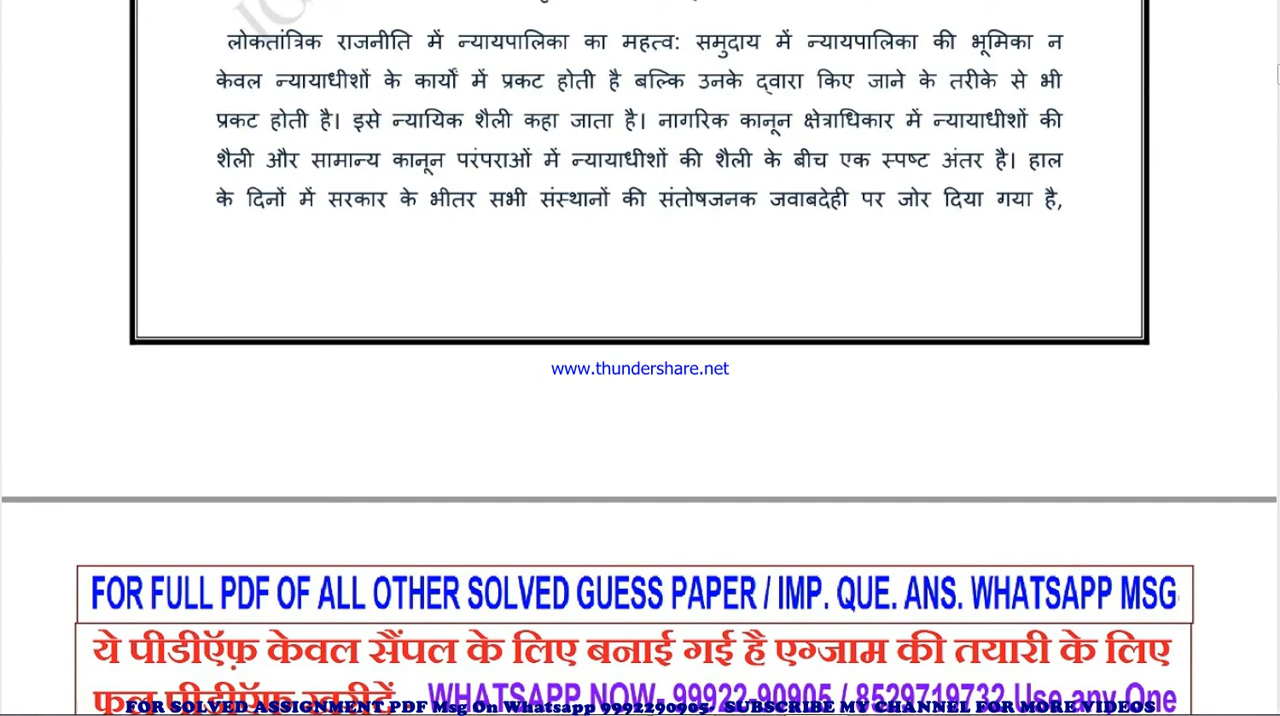 लोकतांत्रिक राजनीति में न्यायपालिका का महत्व: समुदाय में न्यायपालिका की भूमिका न
केवल न्यायाधीशों के कार्यों में प्रकट होती है बल्कि उनके द्वारा किए जाने के तरीके से भी
प्रकट होती है। इसे न्यायिक शैली कहा जाता है। नागरिक कानून क्षेत्राधिकार में न्यायाधीशों की
शैली और सामान्य कानून परंपराओं में न्यायाधीशों की शैली के बीच एक स्पष्ट अंतर है। हाल
के दिनों में सरकार के भीतर सभी संस्थानों की संतोषजनक जवाबदेही पर जोर दिया गया है,
www.thundershare.net
FOR FULL PDF OF ALL OTHER SOLVED GUESS PAPER / IMP. QUE. ANS. WHATSAPP MSG
ये पीडीऍफ़ केवल सैंपल के लिए बनाई गई है एग्जाम की तयारी के लिए
फुल पीडीऍफ़ खरीदें WHATSAPP NOW- 99922-90905 / 8529719732 Use any One
FOR SOLVED ASSIGNMENT PDF Msg On Whatsapp 9992290905 SUBSCRIBE MY CHANNEL FOR MORE VIDEOS